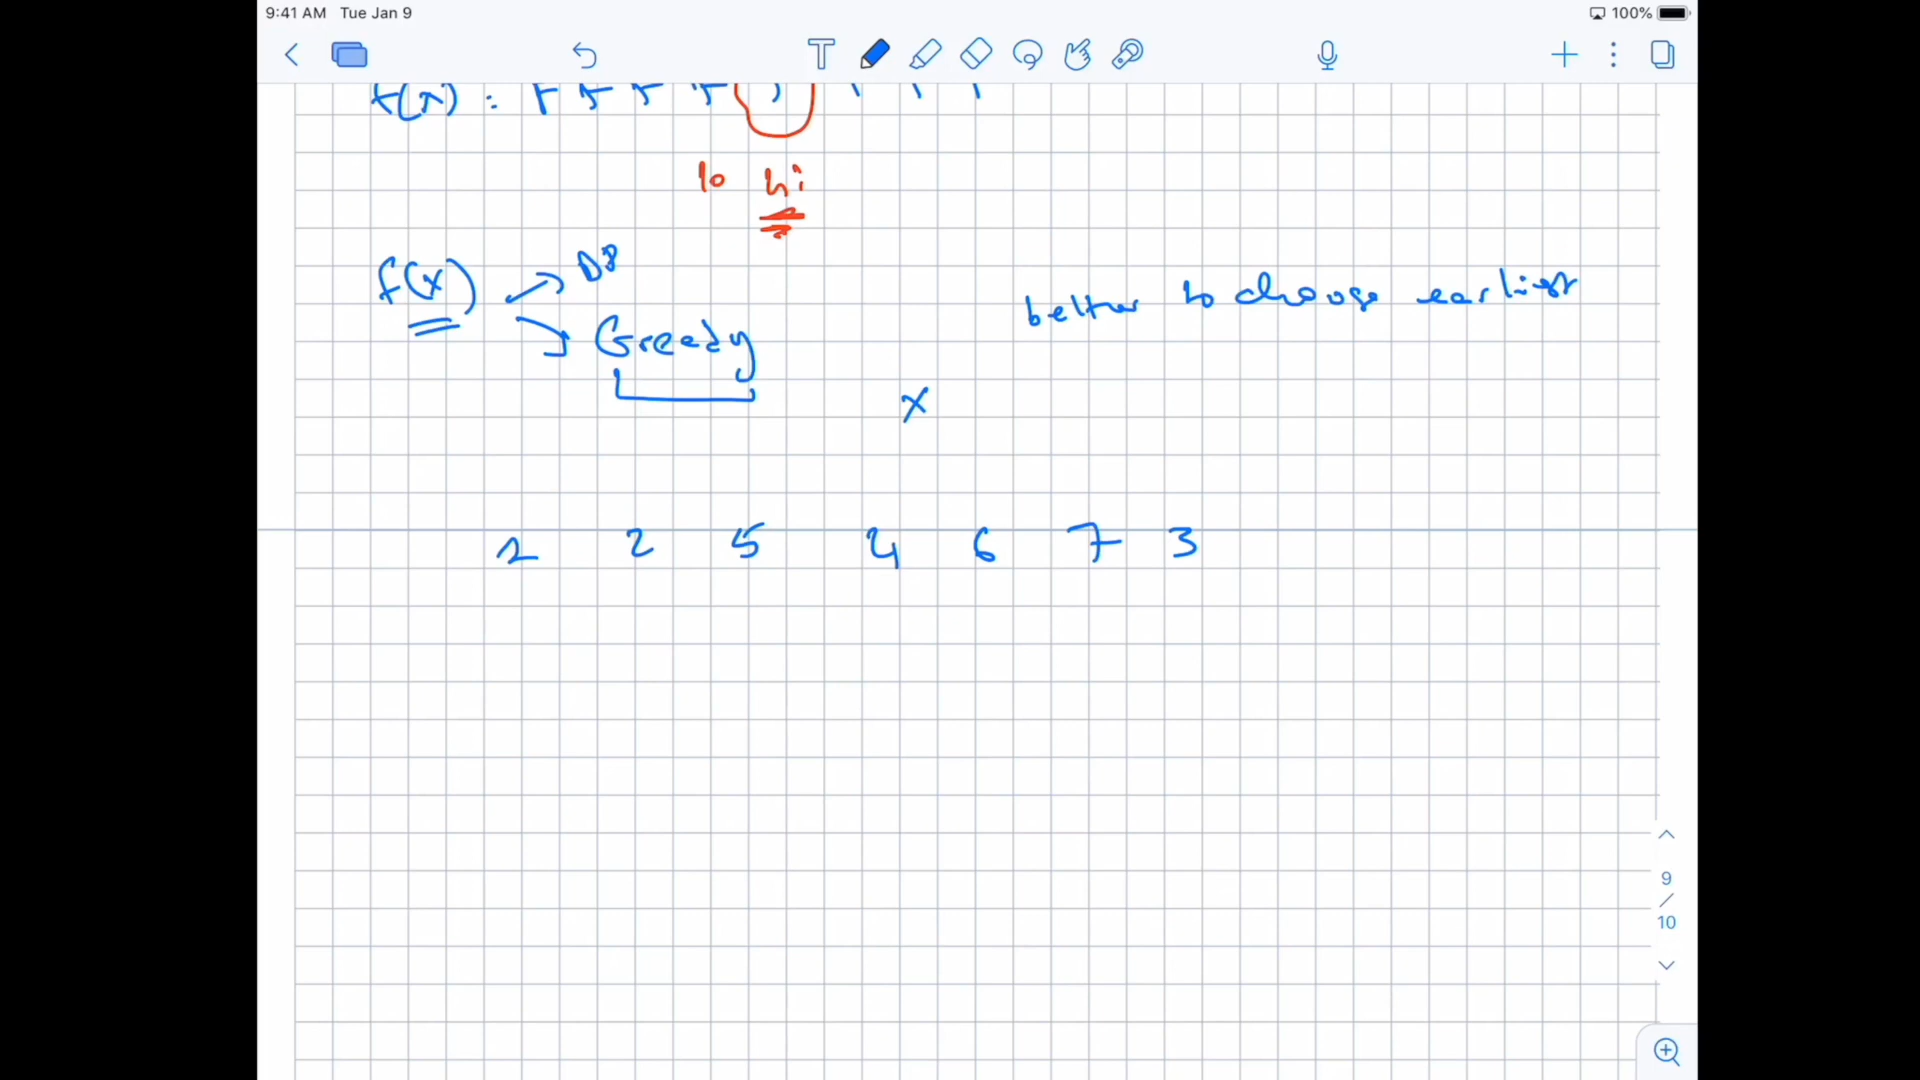 9:41 AM Tue Jan 9
100%
T
f(x) : F F F F
lo hi
f(x) DP
Greedy
better to choose earliest
x
2 2 5 4 6 7 3
9
/
10